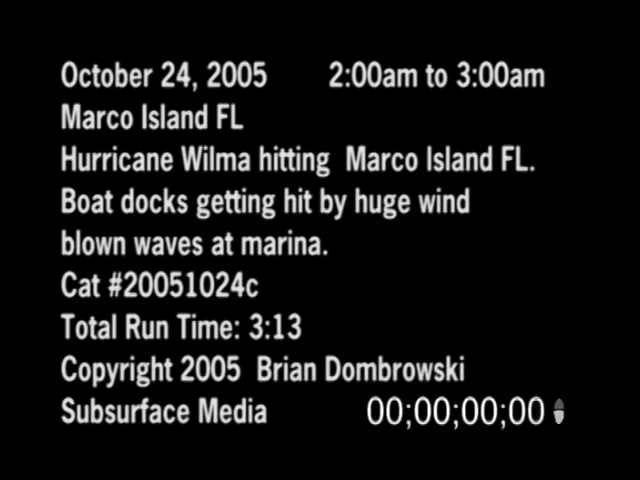 October 24, 2005 2:00am to 3:00am
Marco Island FL
Hurricane Wilma hitting Marco Island FL.
Boat docks getting hit by huge wind
blown waves at marina.
Cat #20051024c
Total Run Time: 3:13
Copyright 2005 Brian Dombrowski
Subsurface Media 00;00;00;00